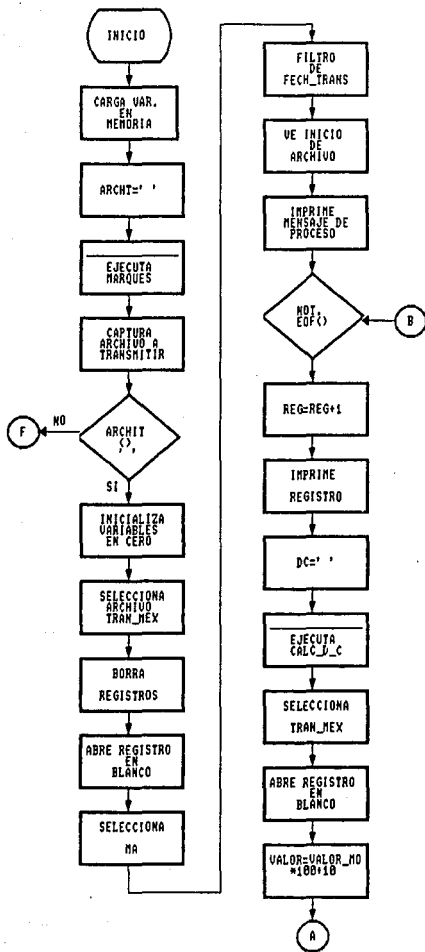 INICIO
CARGA VAR.
EN
MEMORIA
ARCHT=' '
EJECUTA
MARQUES
CAPTURA
ARCHIVO A
TRANSMITIR
ARCHIT
<>
' '
NO
F
SI
INICIALIZA
VARIABLES
EN CERO
SELECCIONA
ARCHIVO
TRAN_MEX
BORRA
REGISTROS
ABRE REGISTRO
EN
BLANCO
SELECCIONA
MA
FILTRO
DE
FECH_TRANS
VE INICIO
DE
ARCHIVO
IMPRIME
MENSAJE DE
PROCESO
NOT.
EOF()
B
REG=REG+1
IMPRIME
REGISTRO
DC=' '
EJECUTA
CALC_D_C
SELECCIONA
TRAN_MEX
ABRE REGISTRO
EN
BLANCO
VALOR=VALOR_MO
*100+10
A